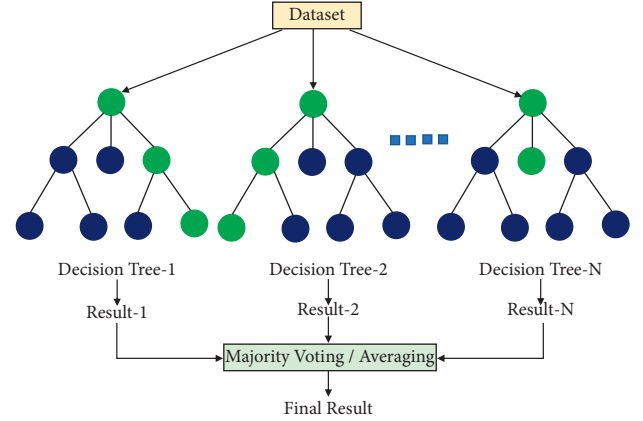 Dataset
Decision Tree-1
Decision Tree-2
Decision Tree-N
Result-1
Result-2
Result-N
Majority Voting / Averaging
Final Result